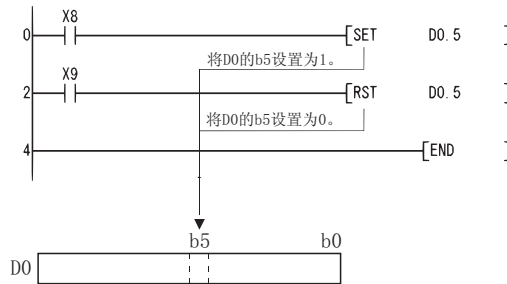 X8
0 SET D0.5
将D0的b5设置为1。
X9
2 RST D0.5
将D0的b5设置为0。
4 END
b5 b0
D0